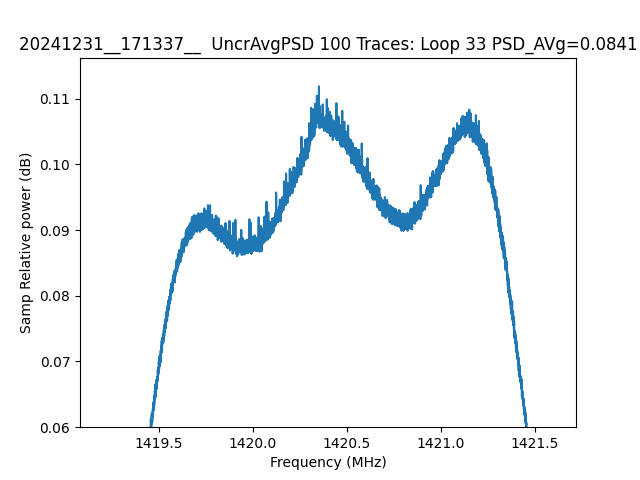 20241231__171337__ UncrAvgPSD 100 Traces: Loop 33 PSD_AVg=0.0841
0.11
0.10
0.09
0.08
0.07
0.06
Samp Relative power (dB)
1419.5 1420.0 1420.5 1421.0 1421.5
Frequency (MHz)